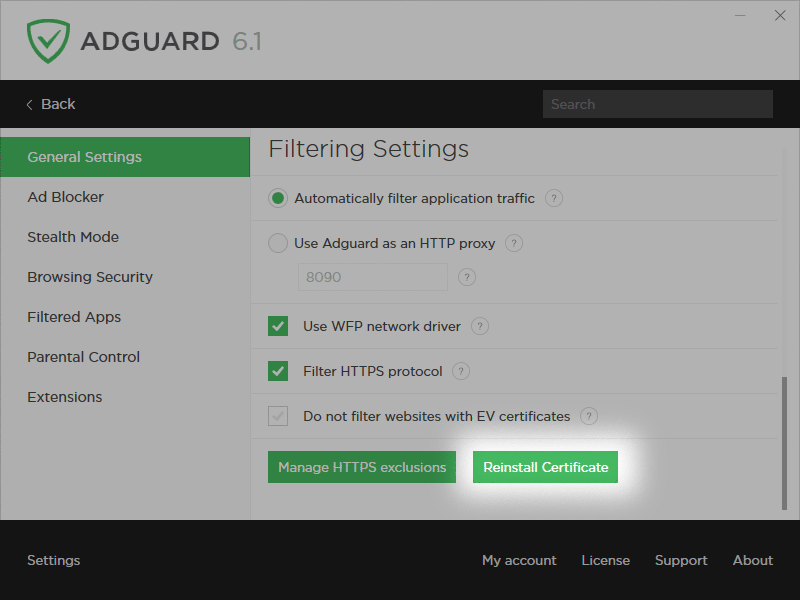 ADGUARD 6.1
Back
Search
General Settings
Ad Blocker
Stealth Mode
Browsing Security
Filtered Apps
Parental Control
Extensions
Filtering Settings
Automatically filter application traffic ?
Use Adguard as an HTTP proxy ?
8090 ?
Use WFP network driver ?
Filter HTTPS protocol ?
Do not filter websites with EV certificates ?
Manage HTTPS exclusions Reinstall Certificate
Settings My account License Support About